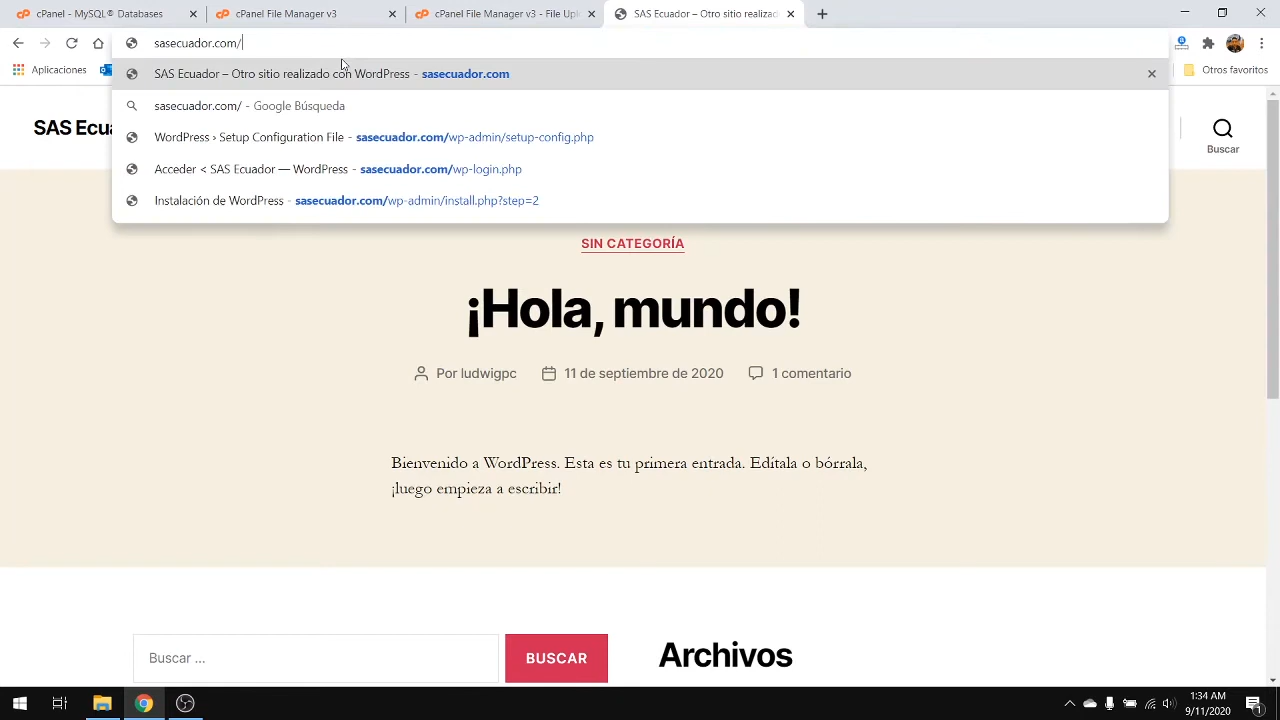 cPanel - MySQL® Databases
cPanel File Manager v3
cPanel File Manager v3 - File Upl
SAS Ecuador – Otro sitio realizad
sasecuador.com/
Aplicaciones
Otros favoritos
SAS Ecuador – Otro sitio realizado con WordPress - sasecuador.com
sasecuador.com/ - Google Búsqueda
WordPress › Setup Configuration File - sasecuador.com/wp-admin/setup-config.php
Acceder < SAS Ecuador — WordPress - sasecuador.com/wp-login.php
Instalación de WordPress - sasecuador.com/wp-admin/install.php?step=2
SAS Ecua
Buscar
SIN CATEGORÍA
¡Hola, mundo!
Por ludwigpc
11 de septiembre de 2020
1 comentario
Bienvenido a WordPress. Esta es tu primera entrada. Edítala o bórrala,
¡luego empieza a escribir!
Buscar …
BUSCAR
Archivos
1:34 AM
9/11/2020